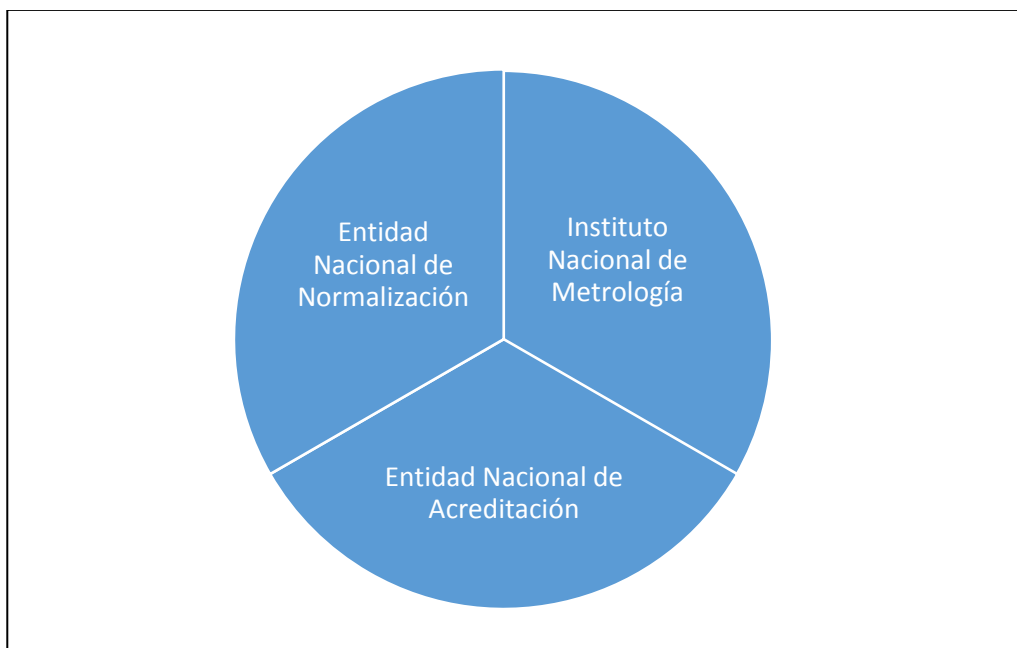 Entidad
Nacional de
Normalización
Instituto
Nacional de
Metrología
Entidad Nacional de
Acreditación